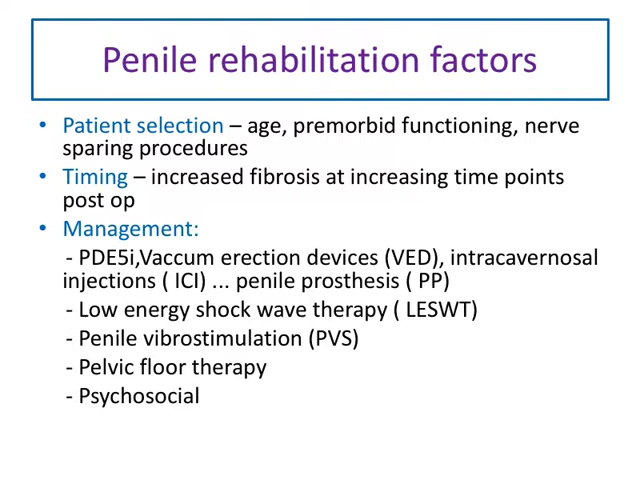 Penile rehabilitation factors
• Patient selection – age, premorbid functioning, nerve
sparing procedures
• Timing – increased fibrosis at increasing time points
post op
• Management:
- PDE5i,Vaccum erection devices (VED), intracavernosal
injections ( ICI) ... penile prosthesis ( PP)
- Low energy shock wave therapy ( LESWT)
- Penile vibrostimulation (PVS)
- Pelvic floor therapy
- Psychosocial